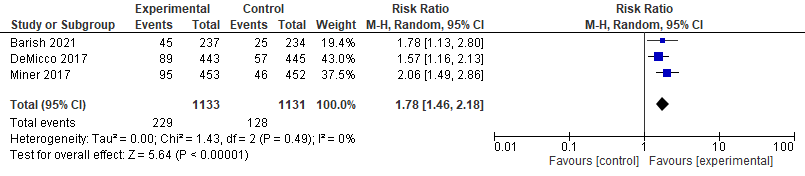 Experimental Control Risk Ratio Risk Ratio
Study or Subgroup Events Total Events Total Weight M-H, Random, 95% CI M-H, Random, 95% CI
Barish 2021 45 237 25 234 19.4% 1.78 [1.13, 2.80]
DeMicco 2017 89 443 57 445 43.0% 1.57 [1.16, 2.13]
Miner 2017 95 453 46 452 37.5% 2.06 [1.49, 2.86]
Total (95% CI) 1133 1131 100.0% 1.78 [1.46, 2.18]
Total events 229 128
Heterogeneity: Tau² = 0.00; Chi² = 1.43, df = 2 (P = 0.49); I² = 0%
Test for overall effect: Z = 5.64 (P < 0.00001)
0.01 0.1 1 10 100
Favours [control] Favours [experimental]